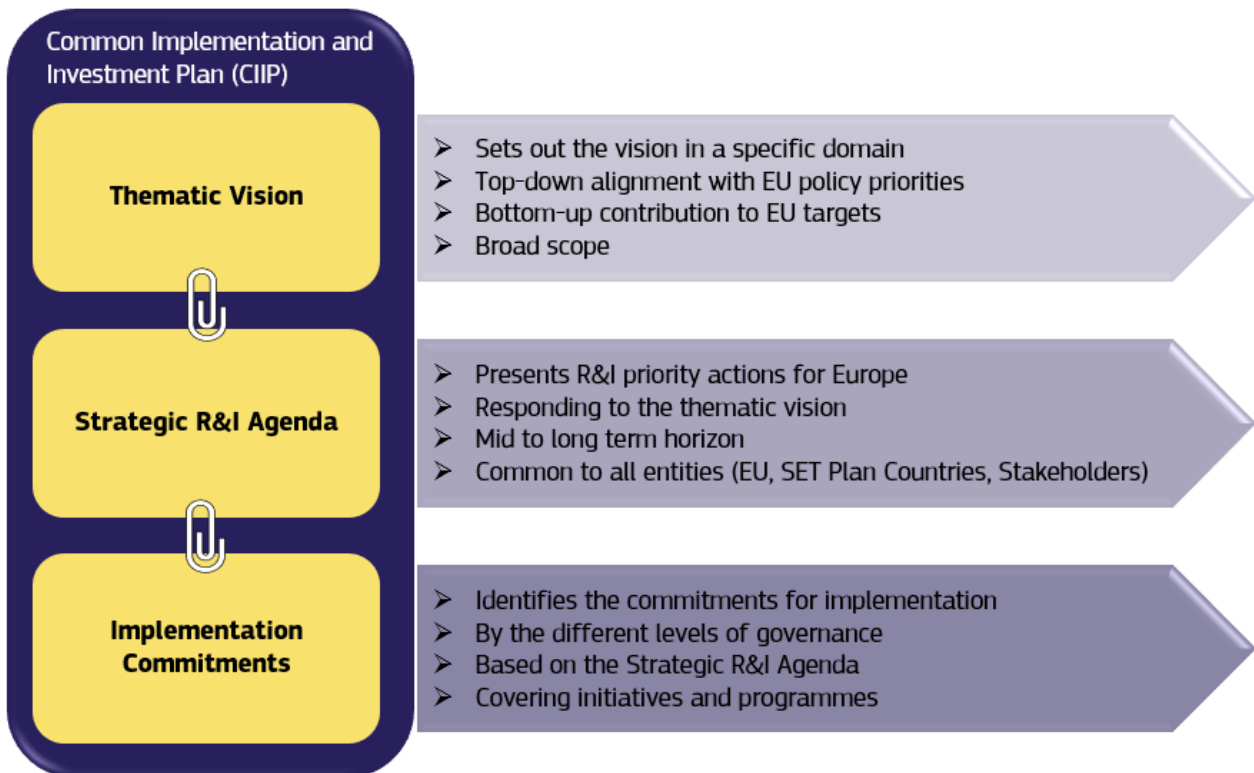 Common Implementation and
Investment Plan (CIIP)
Thematic Vision
➢ Sets out the vision in a specific domain
➢ Top-down alignment with EU policy priorities
➢ Bottom-up contribution to EU targets
➢ Broad scope
Strategic R&I Agenda
➢ Presents R&I priority actions for Europe
➢ Responding to the thematic vision
➢ Mid to long term horizon
➢ Common to all entities (EU, SET Plan Countries, Stakeholders)
Implementation
Commitments
➢ Identifies the commitments for implementation
➢ By the different levels of governance
➢ Based on the Strategic R&I Agenda
➢ Covering initiatives and programmes